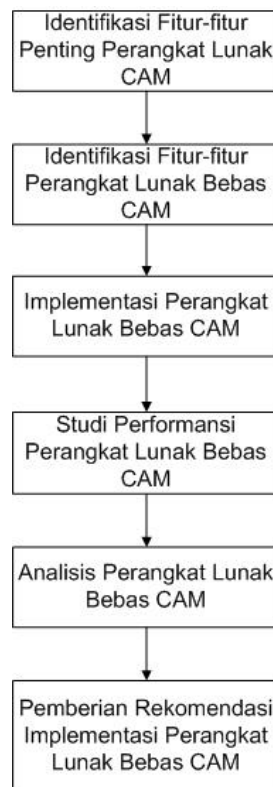 Identifikasi Fitur-fitur
Penting Perangkat Lunak
CAM
Identifikasi Fitur-fitur
Perangkat Lunak Bebas
CAM
Implementasi Perangkat
Lunak Bebas CAM
Studi Performansi
Perangkat Lunak Bebas
CAM
Analisis Perangkat Lunak
Bebas CAM
Pemberian Rekomendasi
Implementasi Perangkat
Lunak Bebas CAM